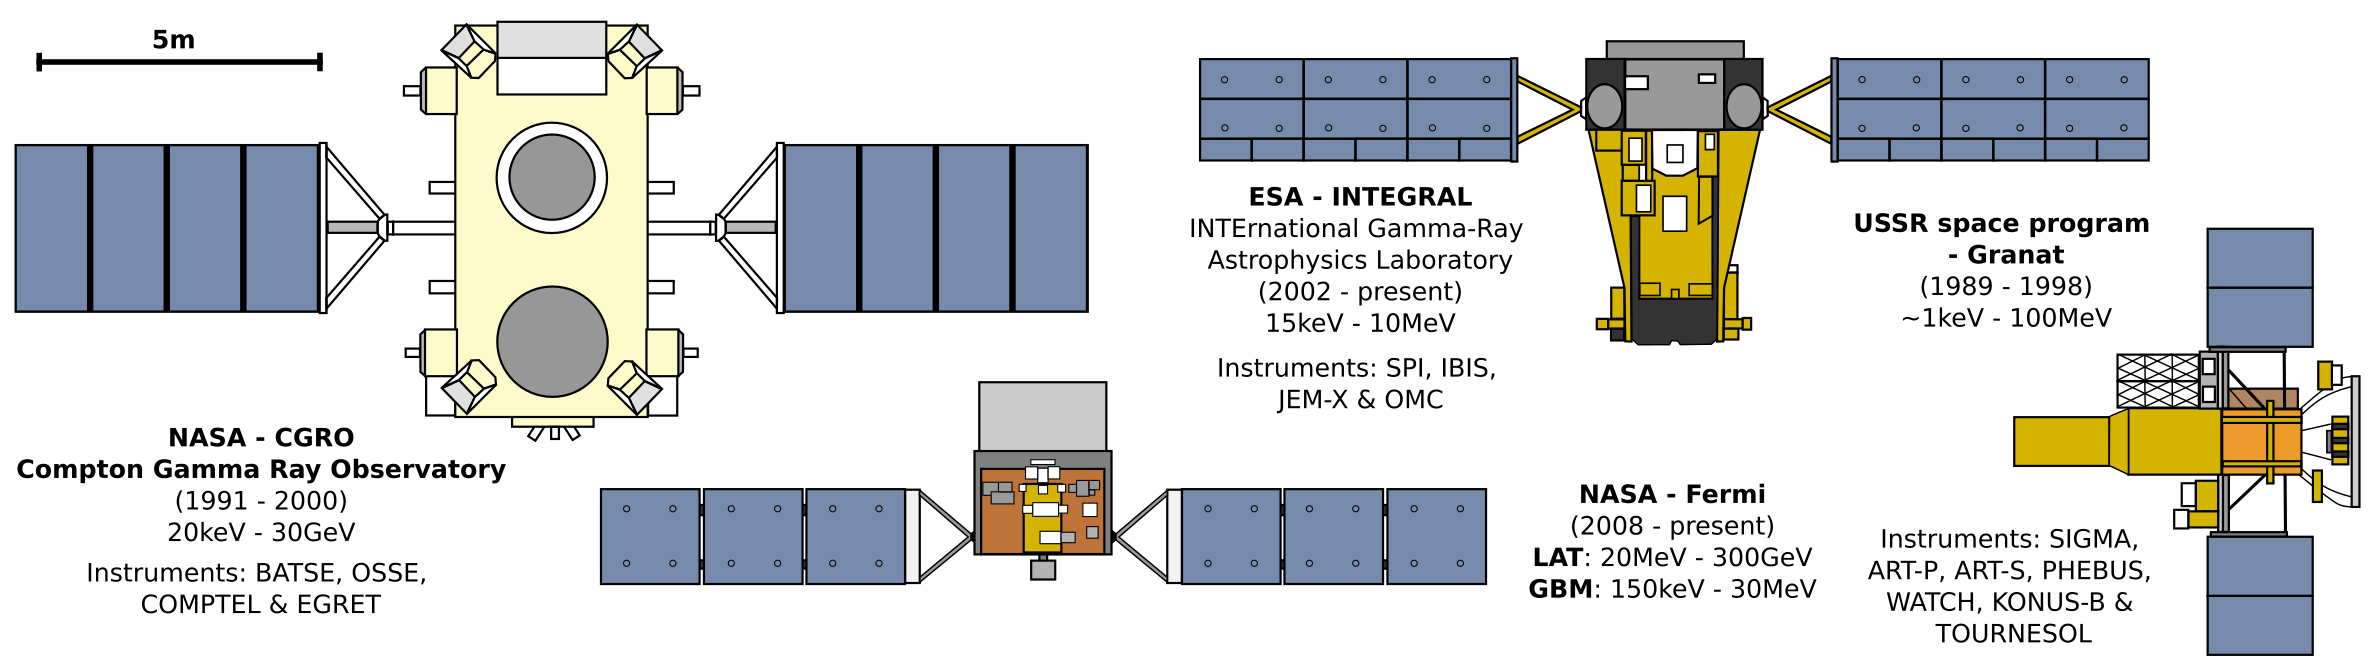 5m
NASA - CGRO
Compton Gamma Ray Observatory
(1991 - 2000)
20keV - 30GeV
Instruments: BATSE, OSSE,
COMPTEL & EGRET
ESA - INTEGRAL
INTErnational Gamma-Ray
Astrophysics Laboratory
(2002 - present)
15keV - 10MeV
Instruments: SPI, IBIS,
JEM-X & OMC
NASA - Fermi
(2008 - present)
LAT: 20MeV - 300GeV
GBM: 150keV - 30MeV
USSR space program
- Granat
(1989 - 1998)
~1keV - 100MeV
Instruments: SIGMA,
ART-P, ART-S, PHEBUS,
WATCH, KONUS-B &
TOURNESOL